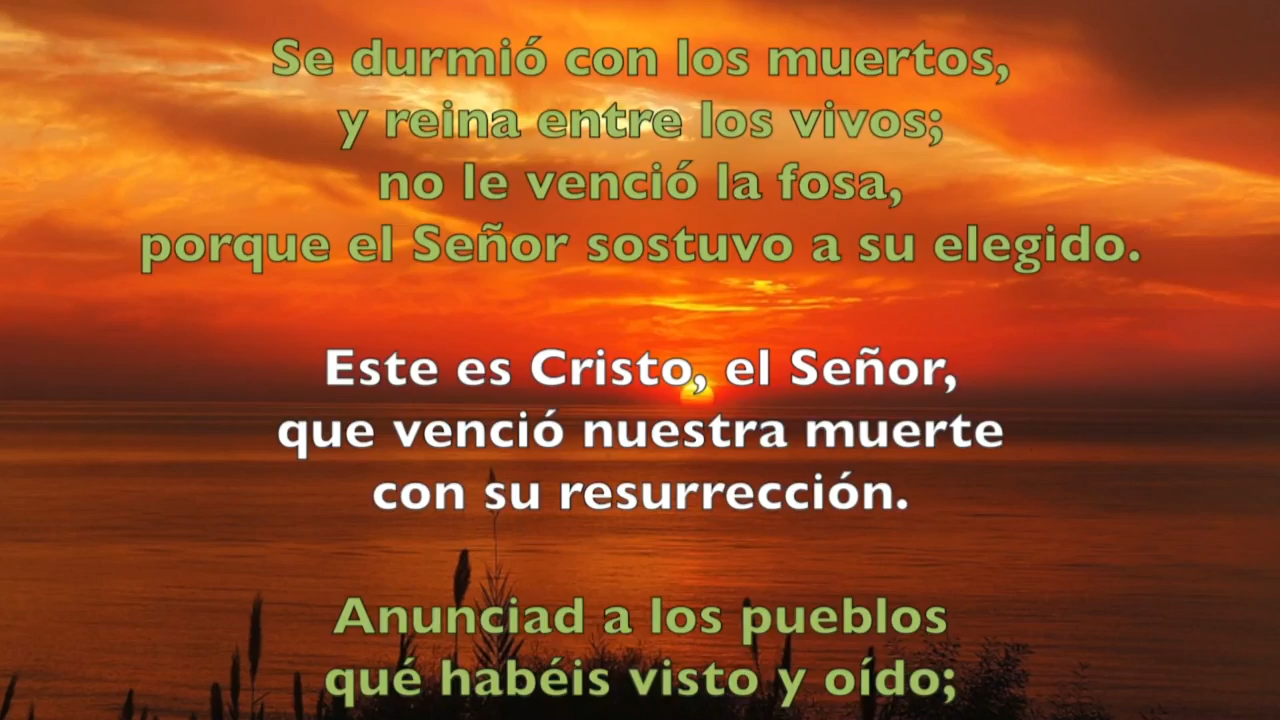 Se durmió con los muertos,
y reina entre los vivos;
no le venció la fosa,
porque el Señor sostuvo a su elegido.
Este es Cristo, el Señor,
que venció nuestra muerte
con su resurrección.
Anunciad a los pueblos
qué habéis visto y oído;